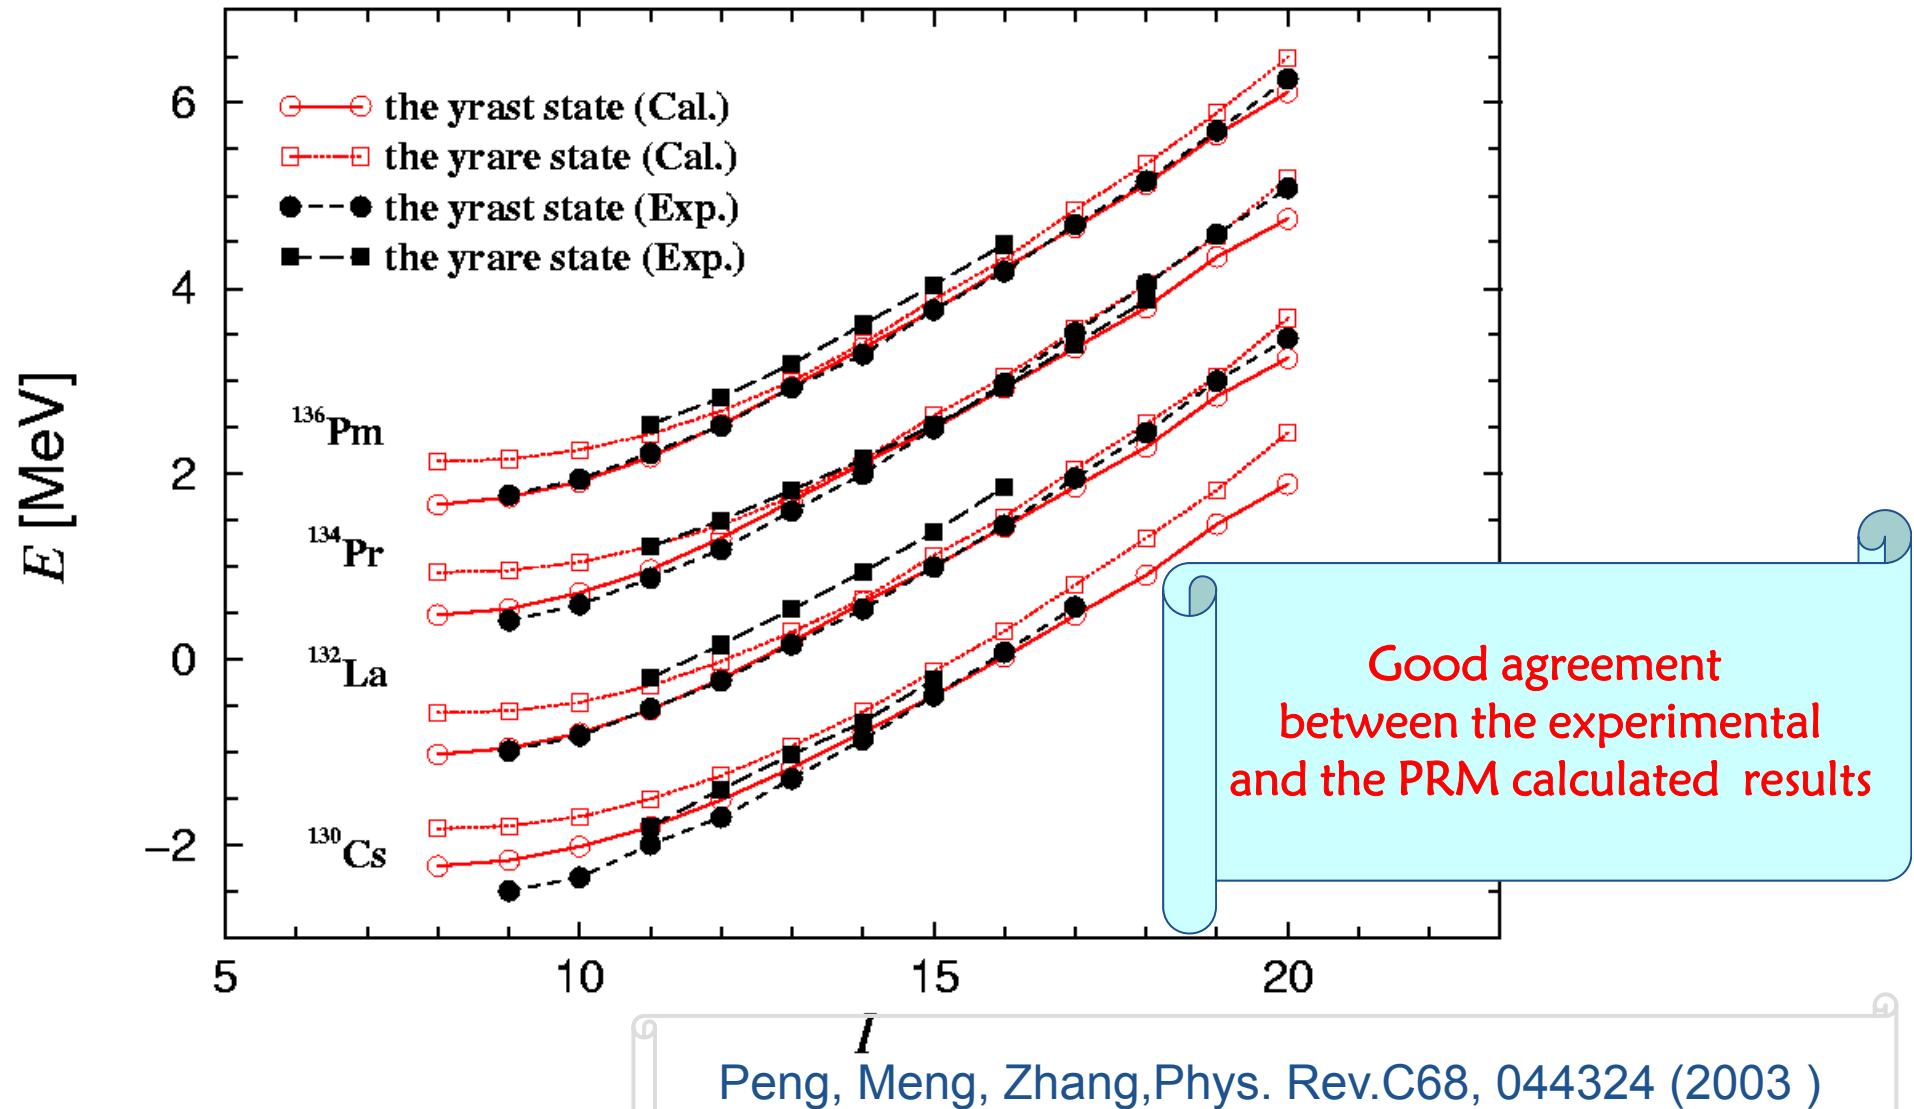 6
4
2
0
−2
E [MeV]
the yrast state (Cal.)
the yrare state (Cal.)
the yrast state (Exp.)
the yrare state (Exp.)
136Pm
134Pr
132La
130Cs
Good agreement
between the experimental
and the PRM calculated results
5 10 15 20
I
Peng, Meng, Zhang,Phys. Rev.C68, 044324 (2003 )